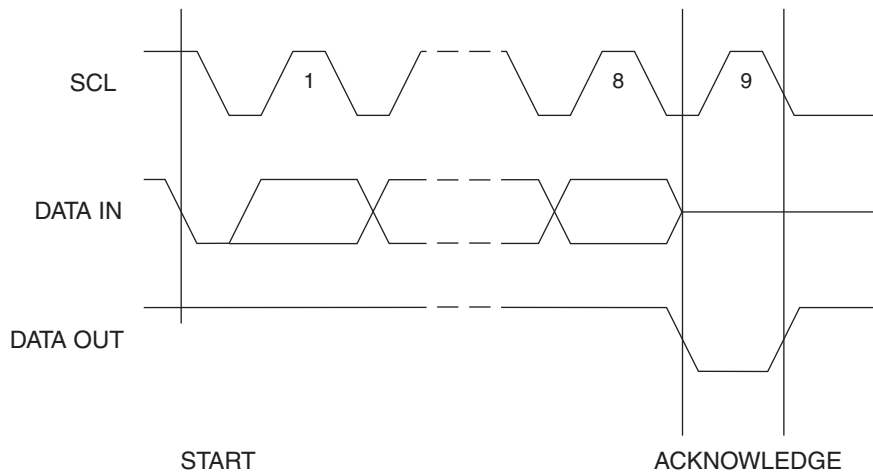 SCL
1
8
9
DATA IN
DATA OUT
START
ACKNOWLEDGE